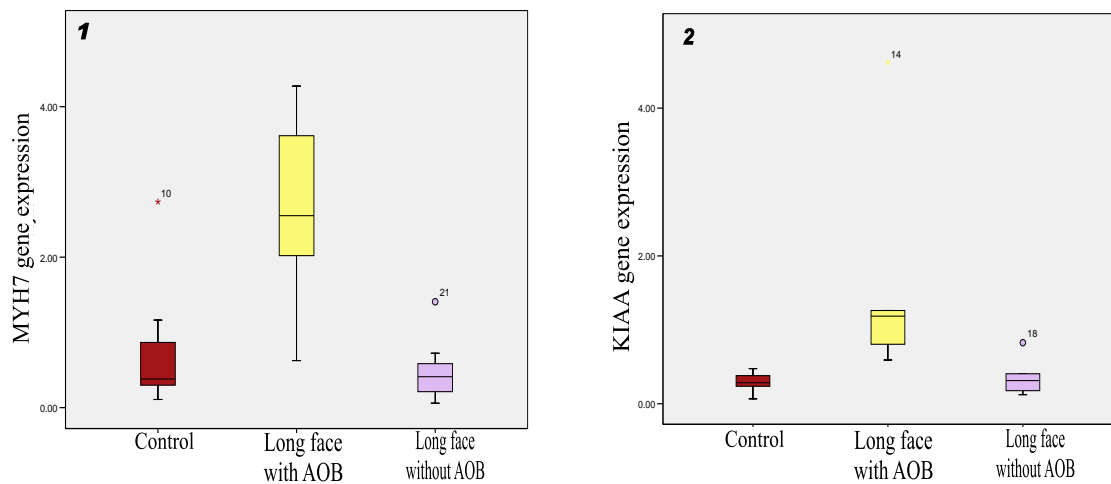 1
MYH7 gene expression
4.00
2.00
0.00
10
21
Control
Long face
with AOB
Long face
without AOB
2
KIAA gene expression
4.00
2.00
0.00
14
18
Control
Long face
with AOB
Long face
without AOB